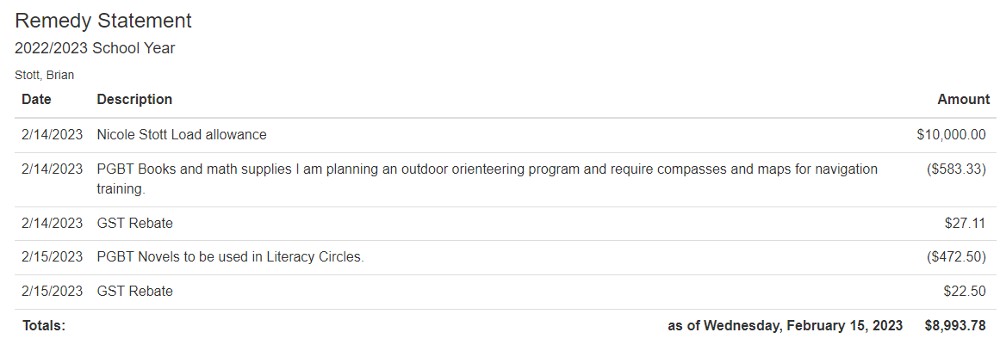 Remedy Statement
2022/2023 School Year
Stott, Brian
Date Description Amount
2/14/2023 Nicole Stott Load allowance $10,000.00
2/14/2023 PGBT Books and math supplies I am planning an outdoor orienteering program and require compasses and maps for navigation ($583.33)
training.
2/14/2023 GST Rebate $27.11
2/15/2023 PGBT Novels to be used in Literacy Circles. ($472.50)
2/15/2023 GST Rebate $22.50
Totals: as of Wednesday, February 15, 2023 $8,993.78